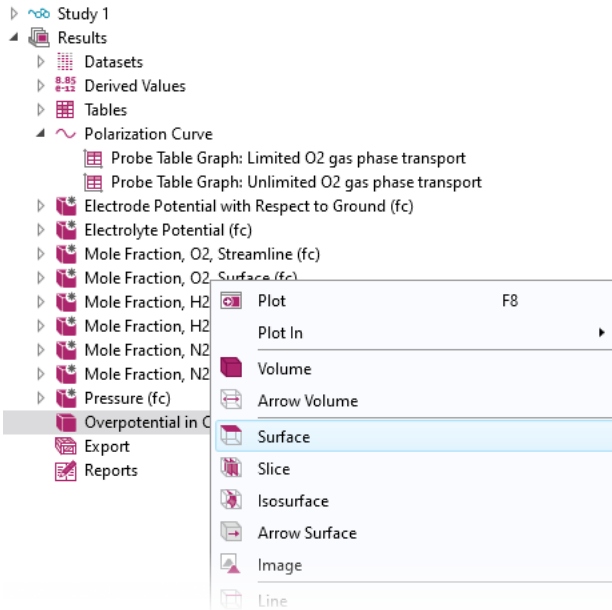 Study 1
Results
Datasets
8.85
e-12 Derived Values
Tables
Polarization Curve
Probe Table Graph: Limited O2 gas phase transport
Probe Table Graph: Unlimited O2 gas phase transport
Electrode Potential with Respect to Ground (fc)
Electrolyte Potential (fc)
Mole Fraction, O2, Streamline (fc)
Mole Fraction, O2, Surface (fc)
Mole Fraction, H2
Mole Fraction, H2
Mole Fraction, N2
Mole Fraction, N2
Pressure (fc)
Overpotential in
Export
Reports
Plot F8
Plot In
Volume
Arrow Volume
Surface
Slice
Isosurface
Arrow Surface
Image
Line